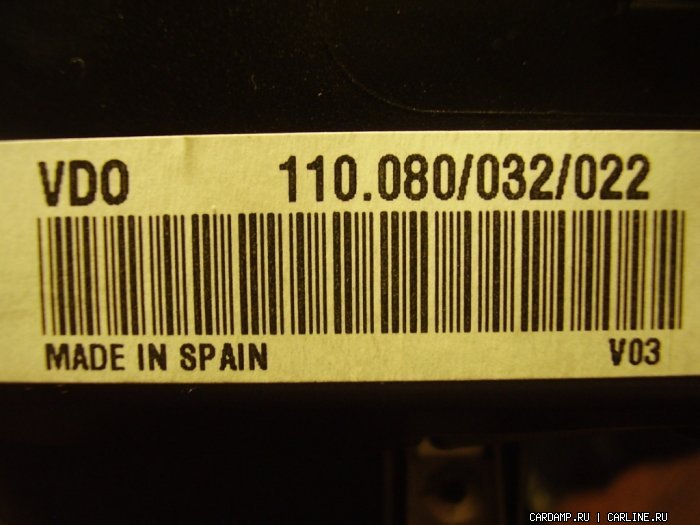 VDO 110.080/032/022
MADE IN SPAIN V03
CARDAMP.RU | CARLINE.RU